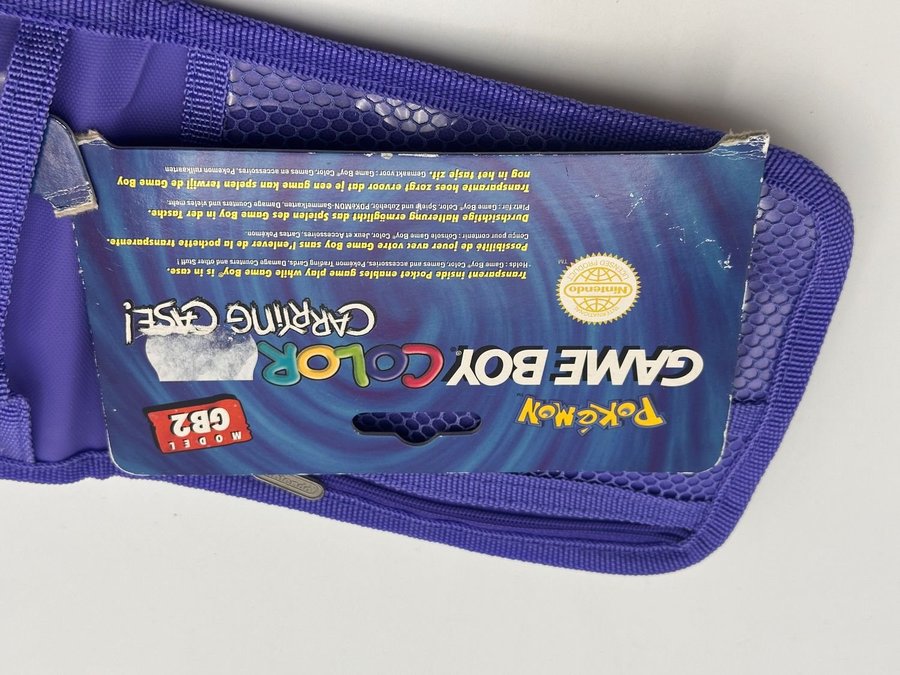 POKéMON
MODEL
GB2
GAME BOY COLOR
CARRYING CASE!
Nintendo
Transparent inside Pocket enables game play while Game Boy® is in case.
Holds : Game Boy®, Color, Games and accessories, Pokémon Trading Cards, Damage Counters and other Stuff !
Possibilité de jouer avec votre Game Boy sans l'enlever de la pochette transparente.
Conçu pour contenir : Console Game Boy®, Color, Jeux et Accessoires, Cartes Pokémon.
Durchsichtige Halterung ermöglicht das Spielen des Games Boy in der Tasche.
Platz für : Game Boy®, Color, Spiele und Zubehör, POKéMON-Sammelkarten, Damage Counters und vieles mehr.
Transparante hoes zorgt ervoor dat je een game kan spelen terwijl de Game Boy
nog in het tasje zit. Gemaakt voor : Game Boy®, Color, Games, en accessoires en Pokemon ruilkaarten